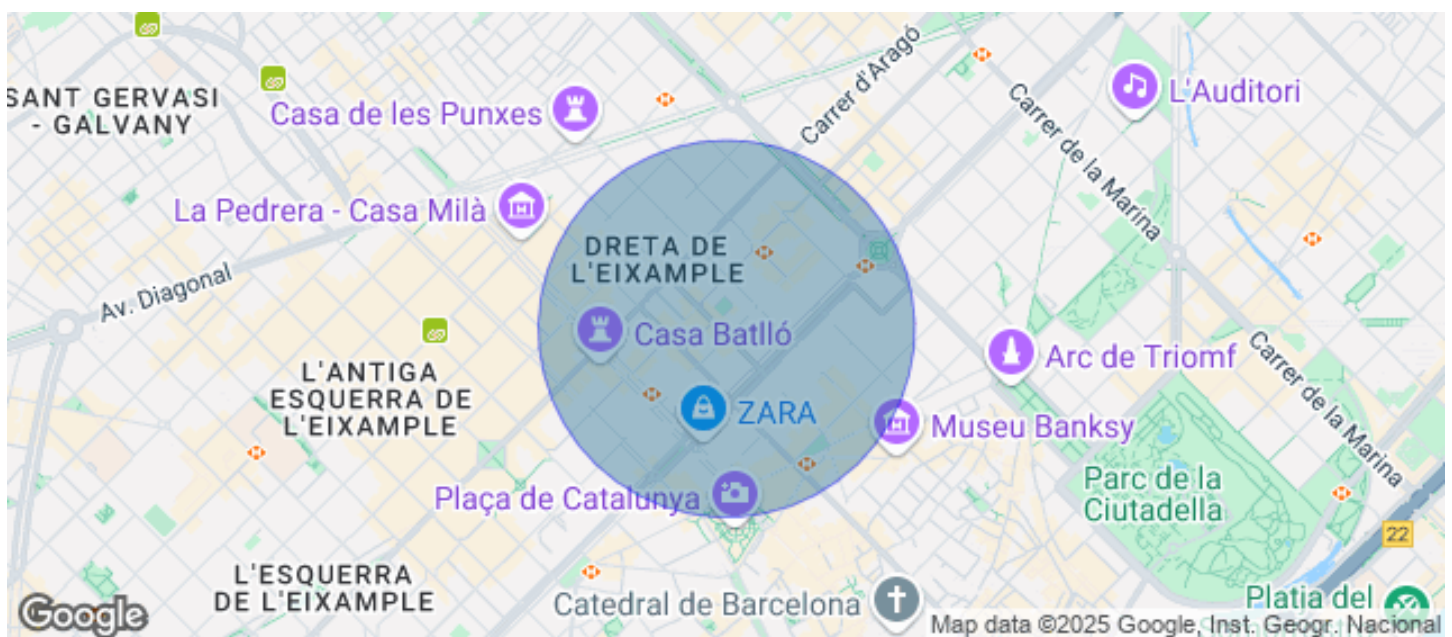 SANT GERVASI
- GALVANY
Casa de les Punxes
Carrer d'Aragó
L'Auditori
Carrer de la Marina
La Pedrera - Casa Milà
DRETA DE
L'EIXAMPLE
Av. Diagonal
Casa Batlló
Arc de Triomf
L'ANTIGA
ESQUERRA DE
L'EIXAMPLE
ZARA
Museu Banksy
Carrer de la Marina
Plaça de Catalunya
Parc de la
Ciutadella
22
L'ESQUERRA
DE L'EIXAMPLE
Catedral de Barcelona
Platja del
Google
Map data ©2025 Google, Inst. Geogr. Nacional